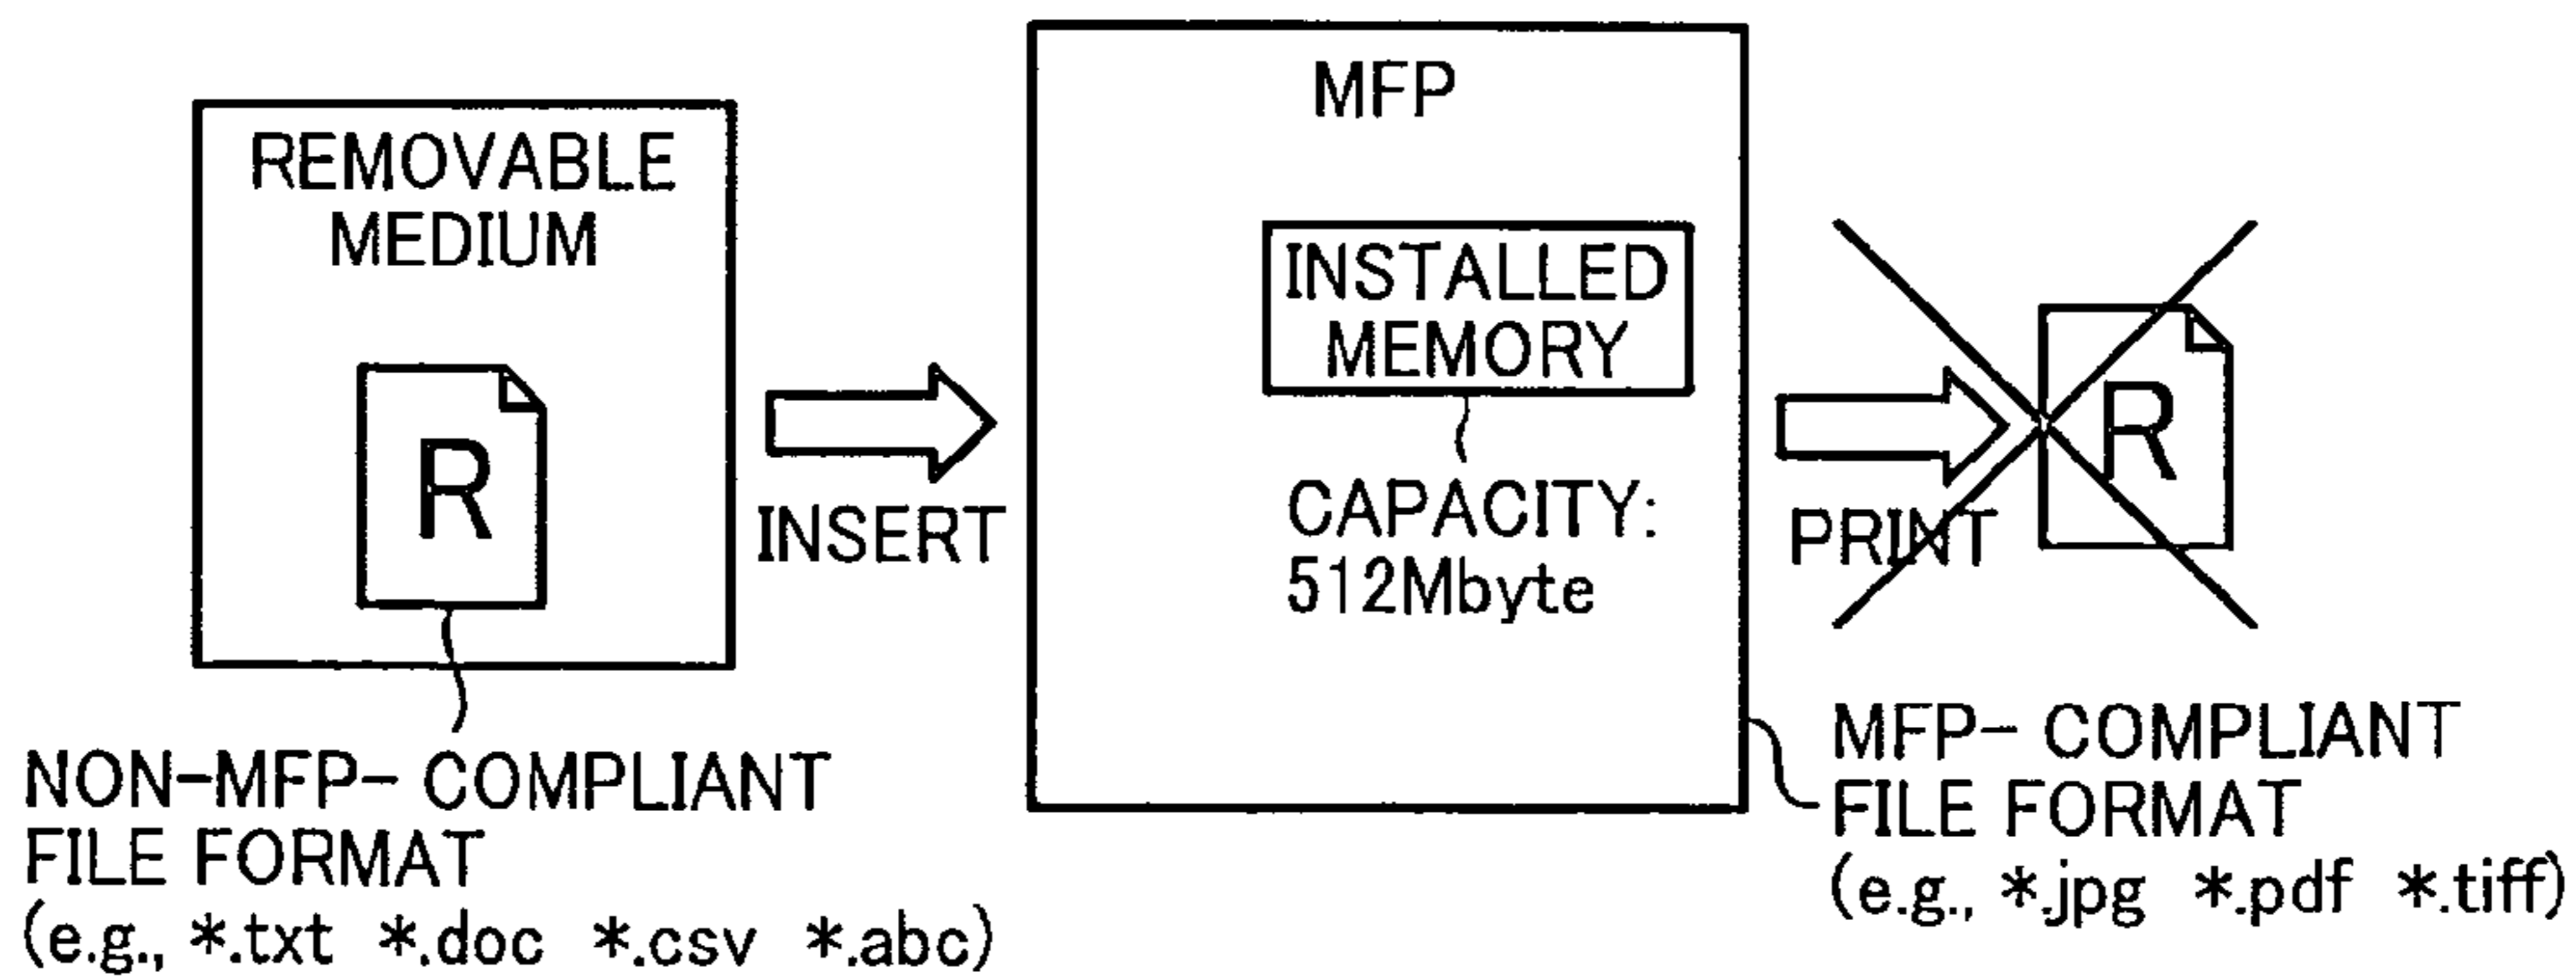 REMOVABLE
MEDIUM
R
NON-MFP- COMPLIANT
FILE FORMAT
(e.g., *.txt *.doc *.csv *.abc)
INSERT
MFP
INSTALLED
MEMORY
CAPACITY:
512Mbyte
PRINT
R
MFP- COMPLIANT
FILE FORMAT
(e.g., *.jpg *.pdf *.tiff)